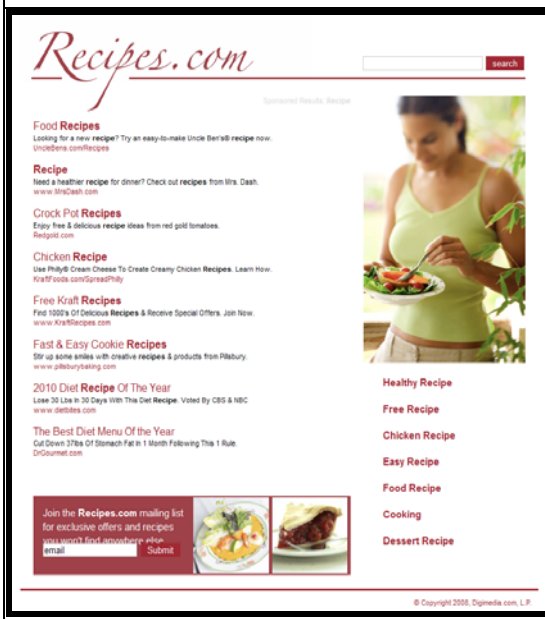 Recipes.com
search
Sponsored Results: Recipe
Food Recipes
Looking for a new recipe? Try an easy-to-make Uncle Ben's® recipe now.
UncleBens.com/Recipes
Recipe
Need a healthier recipe for dinner? Check out recipes from Mrs. Dash.
www.MrsDash.com
Crock Pot Recipes
Enjoy free & delicious recipe ideas from red gold tomatoes.
Redgold.com
Chicken Recipe
Use Philly® Cream Cheese To Create Creamy Chicken Recipes. Learn How.
KraftFoods.com/SpreadPhilly
Free Kraft Recipes
Find 1000's Of Delicious Recipes & Receive Special Offers. Join Now.
www.KraftRecipes.com
Fast & Easy Cookie Recipes
Stir up some smiles with creative recipes & products from Pillsbury.
www.pillsburybaking.com
2010 Diet Recipe Of The Year
Lose 30 Lbs In 30 Days With This Diet Recipe. Voted By CBS & NBC
www.dietbites.com
The Best Diet Menu Of the Year
Cut Down 37lbs Of Stomach Fat In 1 Month Following This 1 Rule.
DrGourmet.com
Healthy Recipe
Free Recipe
Chicken Recipe
Easy Recipe
Food Recipe
Cooking
Dessert Recipe
Join the Recipes.com mailing list
for exclusive offers and recipes
you won't find anywhere else
email
Submit
© Copyright 2008, Digimedia.com, L.P.